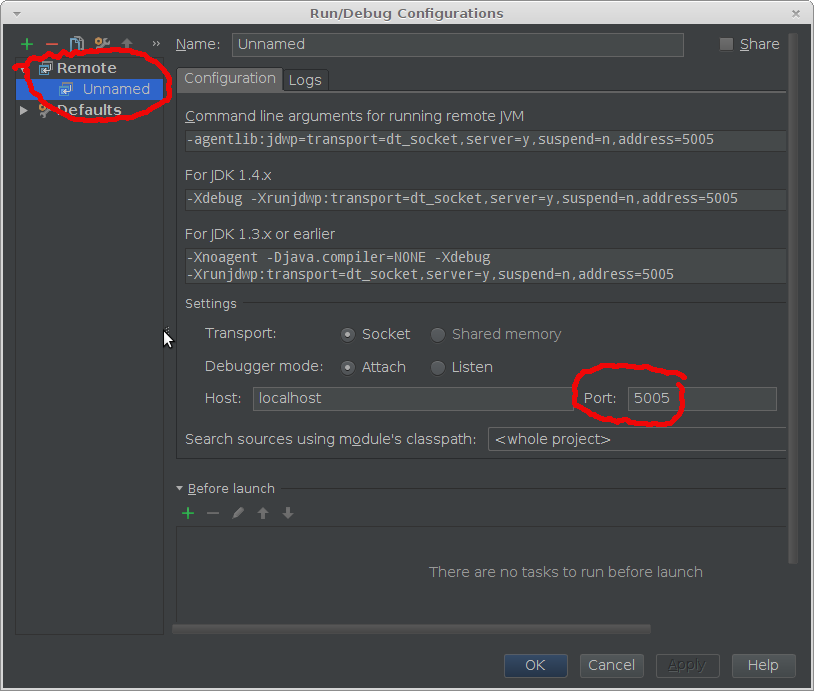 Run/Debug Configurations
Name: Unnamed Share
Remote
Unnamed
Defaults
Configuration Logs
Command line arguments for running remote JVM
-agentlib:jdwp=transport=dt_socket,server=y,suspend=n,address=5005
For JDK 1.4.x
-Xdebug -Xrunjdwp:transport=dt_socket,server=y,suspend=n,address=5005
For JDK 1.3.x or earlier
-Xnoagent -Djava.compiler=NONE -Xdebug
-Xrunjdwp:transport=dt_socket,server=y,suspend=n,address=5005
Settings
Transport: Socket Shared memory
Debugger mode: Attach Listen
Host: localhost Port: 5005
Search sources using module's classpath: <whole project>
Before launch
There are no tasks to run before launch
OK Cancel Apply Help